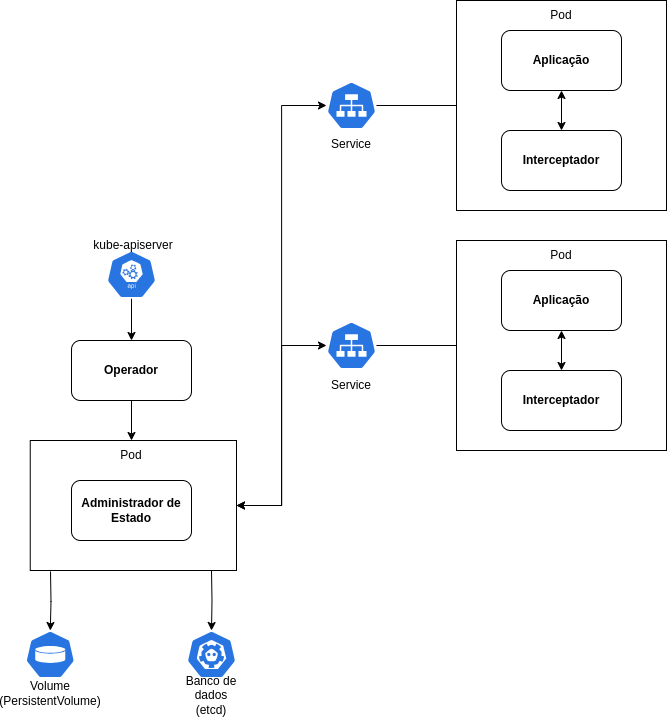 Pod
Aplicação
Interceptador
Service
kube-apiserver
api
Pod
Aplicação
Interceptador
Service
Operador
Pod
Administrador de
Estado
Volume
(PersistentVolume)
Banco de
dados
(etcd)